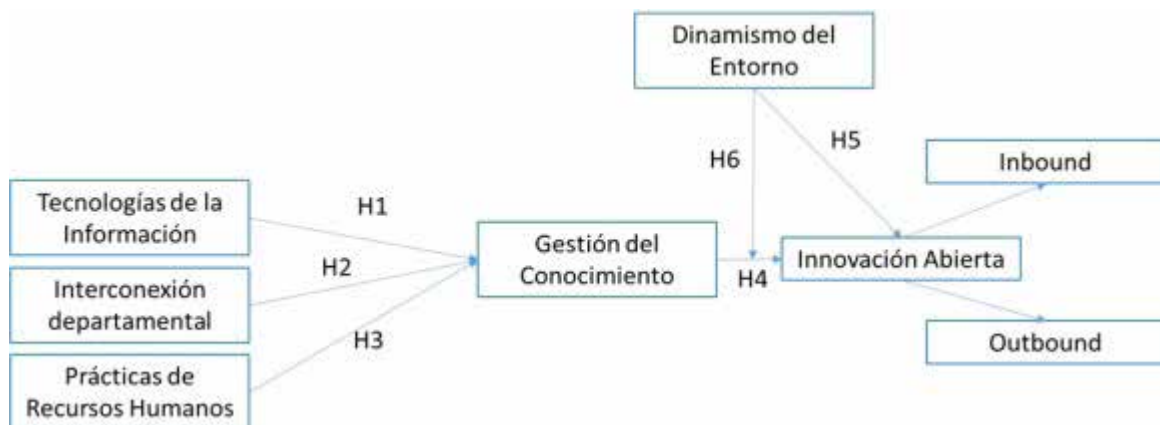 Dinamismo del
Entorno
H5
H6
Inbound
Tecnologías de la
Información
H1
Gestión del
Conocimiento
Innovación Abierta
H2
H4
Interconexión
departamental
H3
Outbound
Prácticas de
Recursos Humanos